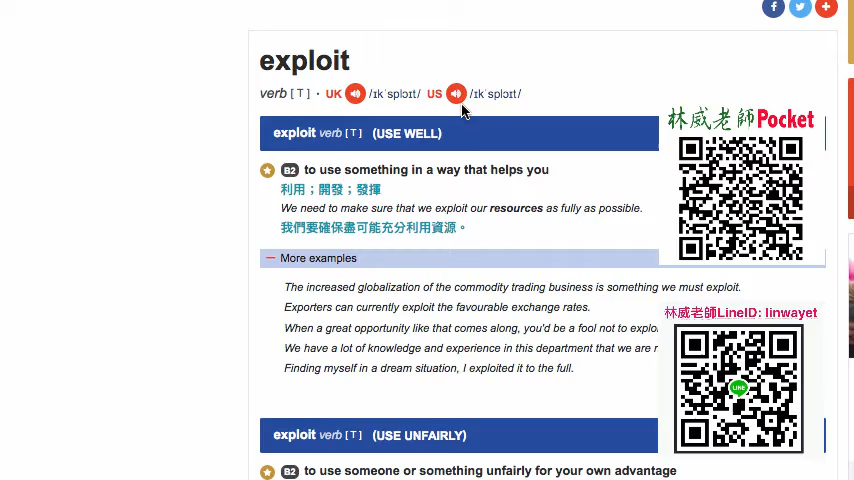 exploit
verb [ T ] · UK /ɪkˈsplɔɪt/ US /ɪkˈsplɔɪt/
林威老師Pocket
exploit verb [ T ] (USE WELL)
B2 to use something in a way that helps you
利用；開發；發揮
We need to make sure that we exploit our resources as fully as possible.
我們要確保盡可能充分利用資源。
More examples
The increased globalization of the commodity trading business is something we must exploit.
Exporters can currently exploit the favourable exchange rates.
林威老師LineID: linwayet
When a great opportunity like that comes along, you'd be a fool not to explo
We have a lot of knowledge and experience in this department that we are
Finding myself in a dream situation, I exploited it to the full.
LINE
exploit verb [ T ] (USE UNFAIRLY)
B2 to use someone or something unfairly for your own advantage